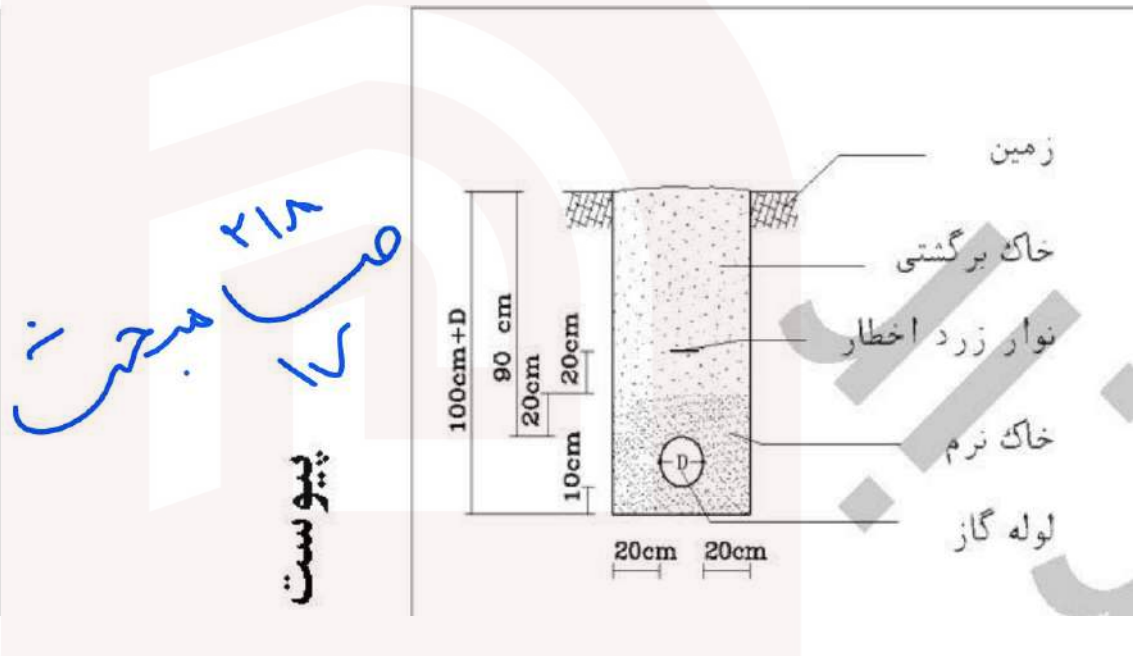 ص ۲۱۸
مبحث ۱۷
پیوست
زمین
خاک برگشتی
نوار زرد اخطار
خاک نرم
لوله گاز
100cm+D
90 cm
20cm
20cm
10cm
D
20cm 20cm